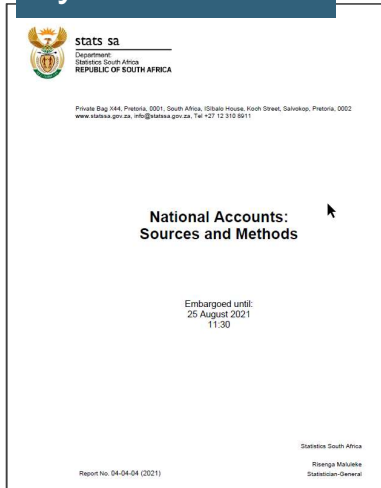 stats sa
Department:
Statistics South Africa
REPUBLIC OF SOUTH AFRICA
Private Bag X44, Pretoria, 0001, South Africa, ISIbalo House, Koch Street, Salvokop, Pretoria, 0002
www.statssa.gov.za, info@statssa.gov.za, Tel +27 12 310 8911
National Accounts:
Sources and Methods
Embargoed until:
25 August 2021
11:30
Statistics South Africa
Risenga Maluleke
Report No. 04-04-04 (2021) Statistician-General